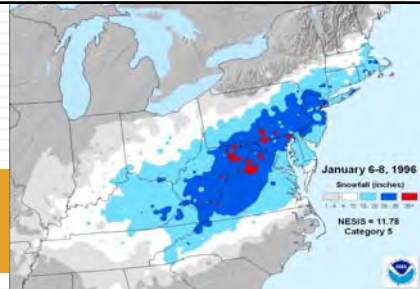 January 6-8, 1996
Snowfall (inches)
NESIS = 11.78
Category 5